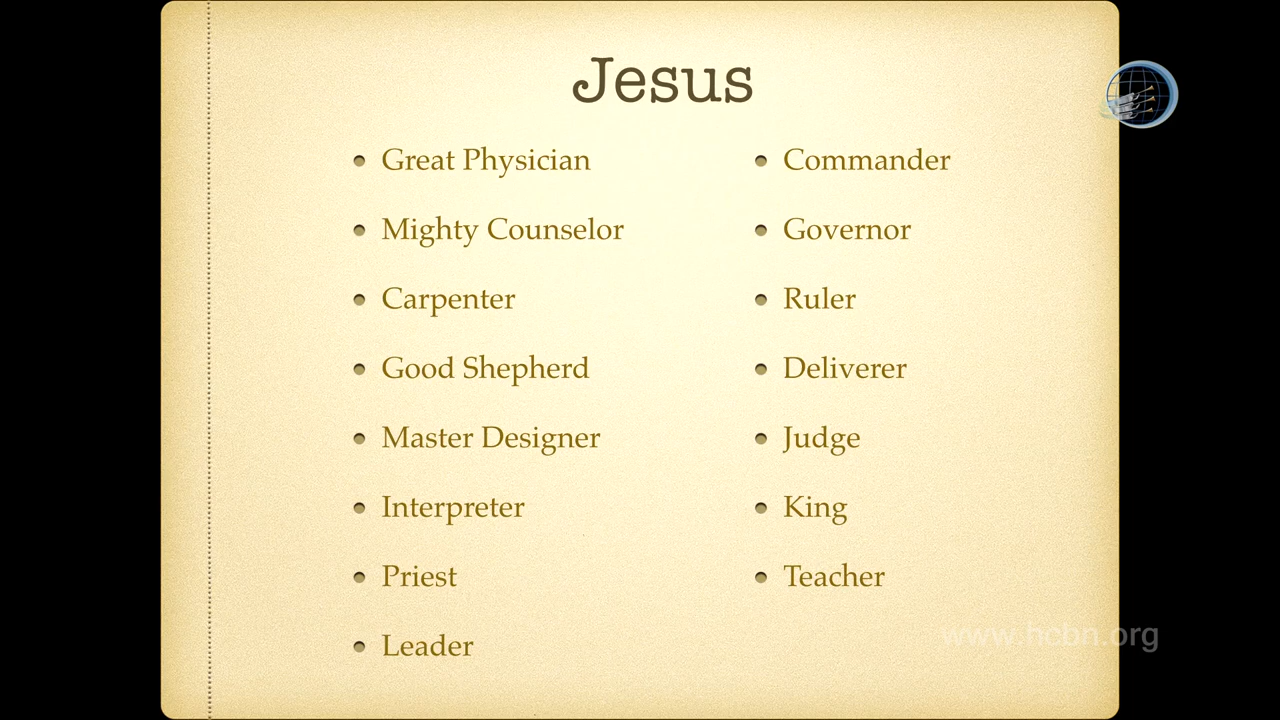 Jesus
Great Physician
Mighty Counselor
Carpenter
Good Shepherd
Master Designer
Interpreter
Priest
Leader
Commander
Governor
Ruler
Deliverer
Judge
King
Teacher
www.hcbn.org